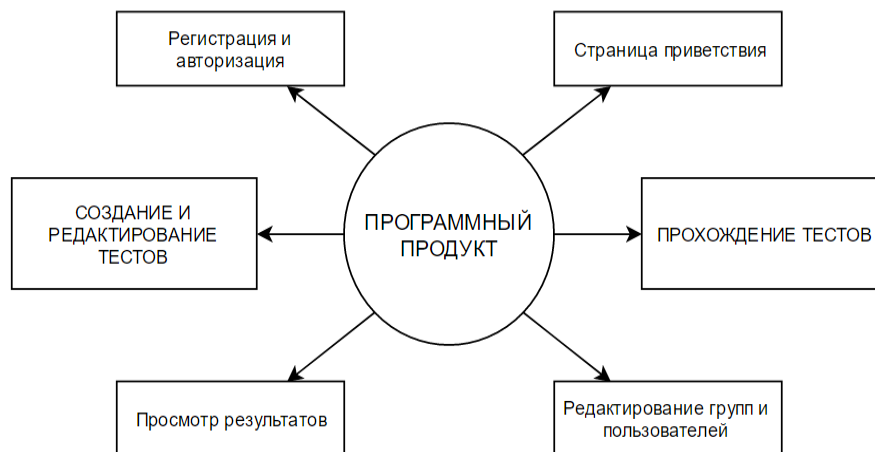 Регистрация и
авторизация
Страница приветствия
СОЗДАНИЕ И
РЕДАКТИРОВАНИЕ
ТЕСТОВ
ПРОГРАММНЫЙ
ПРОДУКТ
ПРОХОЖДЕНИЕ ТЕСТОВ
Просмотр результатов
Редактирование групп и
пользователей